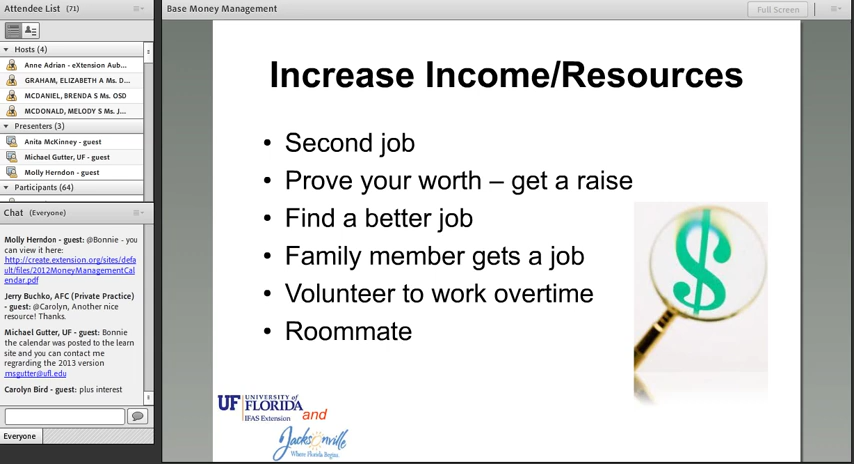 Attendee List (71)
Hosts (4)
Anne Adrian - eXtension Aub...
GRAHAM, ELIZABETH A Ms. D...
MCDANIEL, BRENDA S Ms. OSD
MCDONALD, MELODY S Ms. J...
Presenters (3)
Anita McKinney - guest
Michael Gutter, UF - guest
Molly Herndon - guest
Participants (64)
Chat (Everyone)
Molly Herndon - guest: @Bonnie - you
can view it here:
http://create.extension.org/sites/defa
ult/files/2012MoneyManagementCal
endar.pdf
Jerry Buchko, AFC (Private Practice)
- guest: @Carolyn, Another nice
resource! Thanks.
Michael Gutter, UF - guest: Bonnie
the calendar was posted to the learn
site and you can contact me
regrarding the 2013 version
msgutter@ufl.edu
Carolyn Bird - guest: plus interest
Everyone
Base Money Management
Full Screen
Increase Income/Resources
• Second job
• Prove your worth – get a raise
• Find a better job
• Family member gets a job
• Volunteer to work overtime
• Roommate
$
UF UNIVERSITY of
FLORIDA
IFAS Extension
and
Jacksonville
Where Florida Begins.